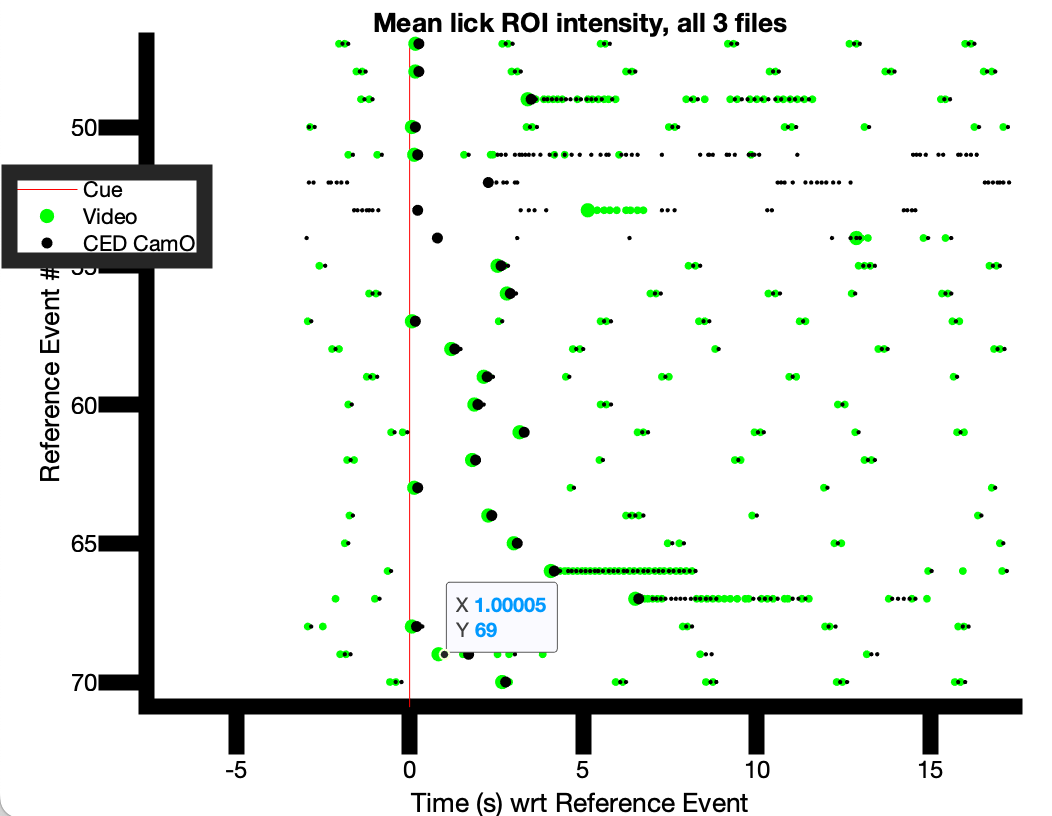 Mean lick ROI intensity, all 3 files
50
Cue
Video
CED CamO
55
Reference Event #
60
65
X 1.00005
Y 69
70
-5 0 5 10 15
Time (s) wrt Reference Event